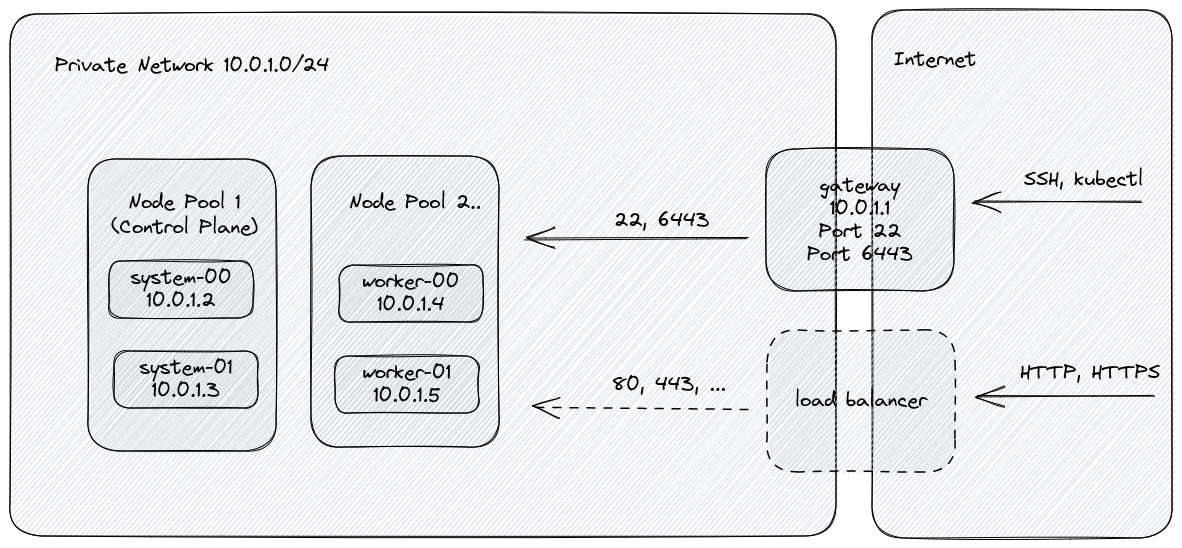 Private Network 10.0.1.0/24
Internet
Node Pool 1
(Control Plane)
system-00
10.0.1.2
system-01
10.0.1.3
Node Pool 2..
worker-00
10.0.1.4
worker-01
10.0.1.5
22, 6443
80, 443, ...
gateway
10.0.1.1
Port 22
Port 6443
load balancer
SSH, kubectl
HTTP, HTTPS